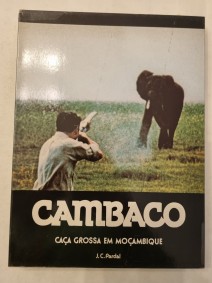 CAMBACO
CAÇA GROSSA EM MOÇAMBIQUE
J.C. Pardal